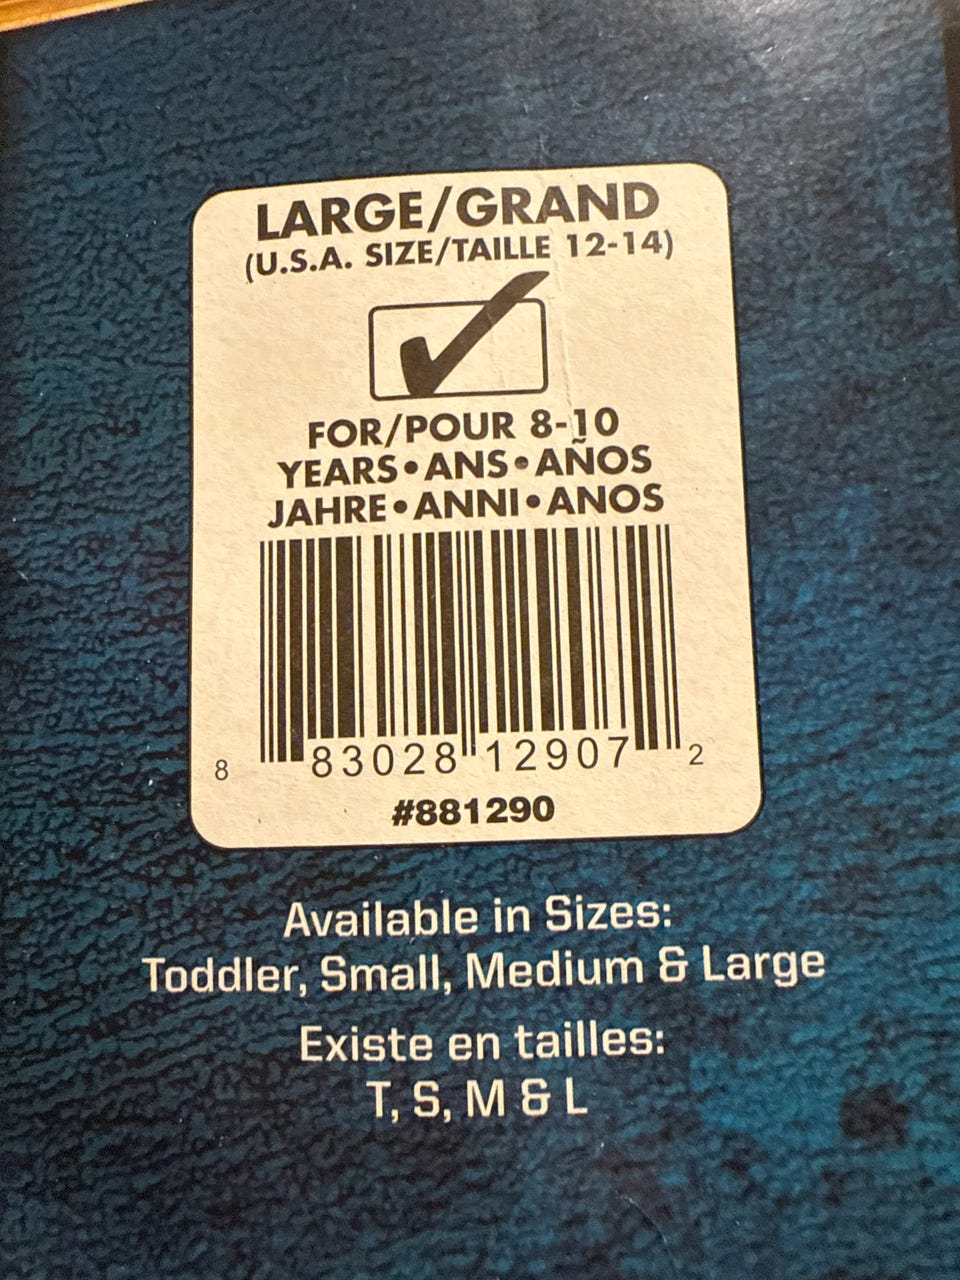 LARGE/GRAND
(U.S.A. SIZE/TAILLE 12-14)
FOR/POUR 8-10
YEARS•ANS•AÑOS
JAHRE•ANNI•ANOS
8 83028 12907 2
#881290
Available in Sizes:
Toddler, Small, Medium & Large
Existe en tailles:
T, S, M & L